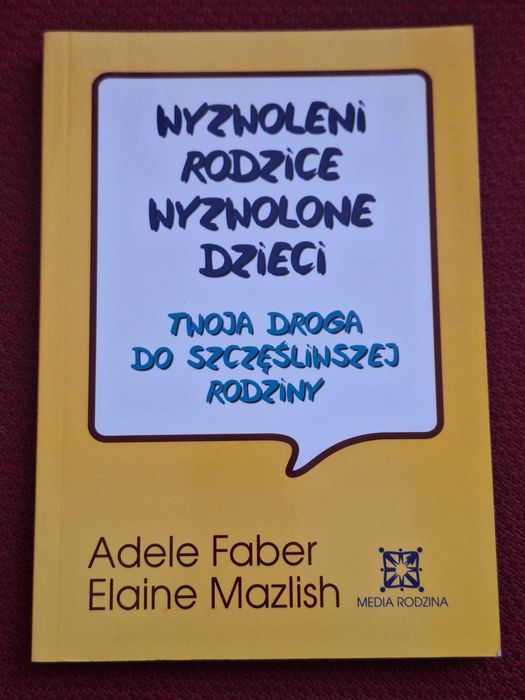 WYZWOLENI
RODZICE
WYZWOLONE
DZIECI
TWOJA DROGA
DO SZCZĘŚLIWSZEJ
RODZINY
Adele Faber
Elaine Mazlish
MEDIA RODZINA